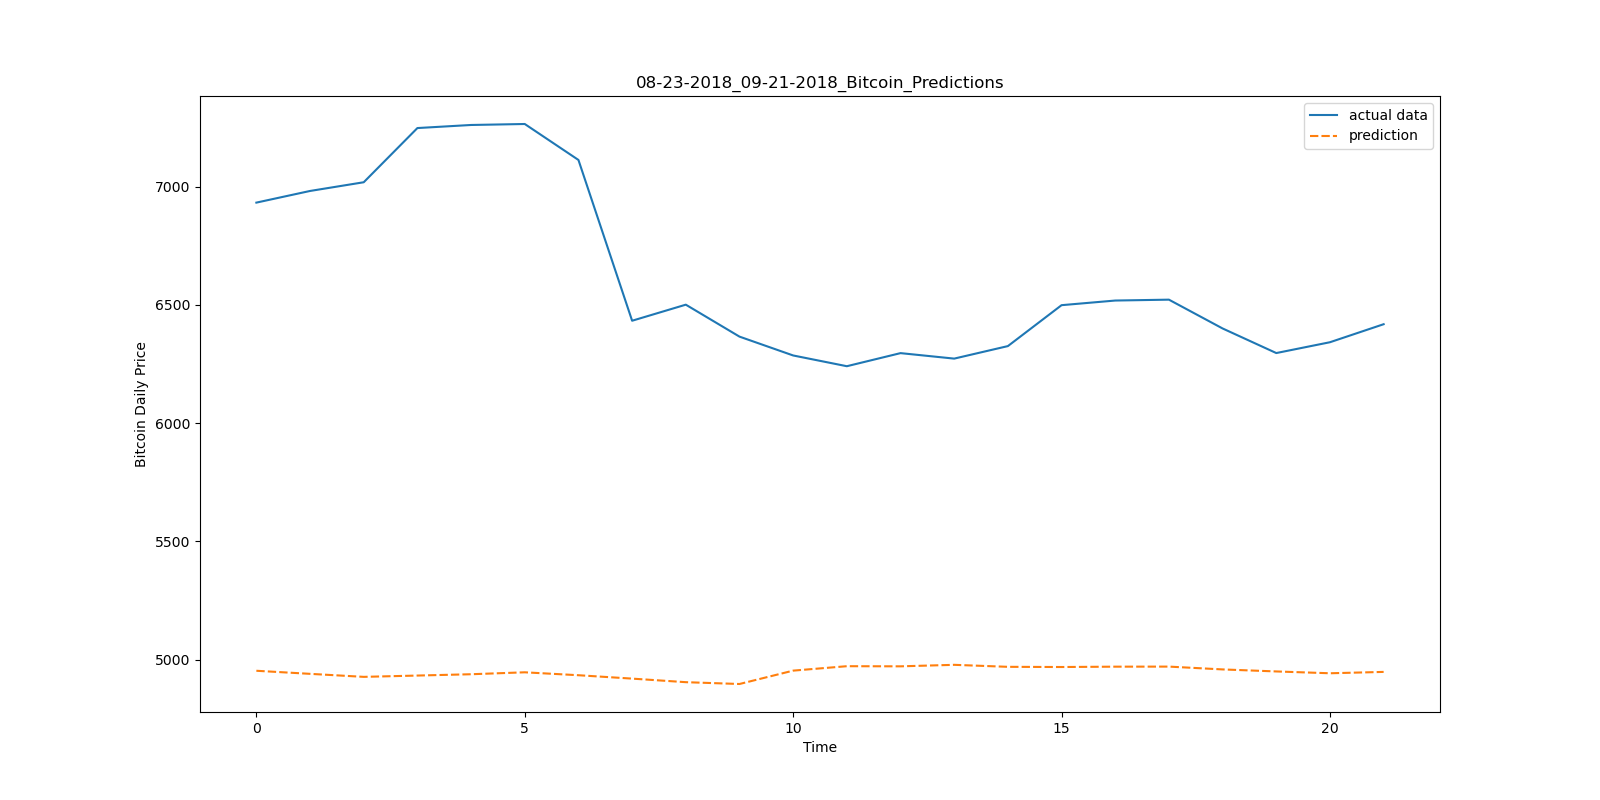 08-23-2018_09-21-2018_Bitcoin_Predictions
actual data
prediction
Bitcoin Daily Price
7000
6500
6000
5500
5000
0 5 10 15 20
Time